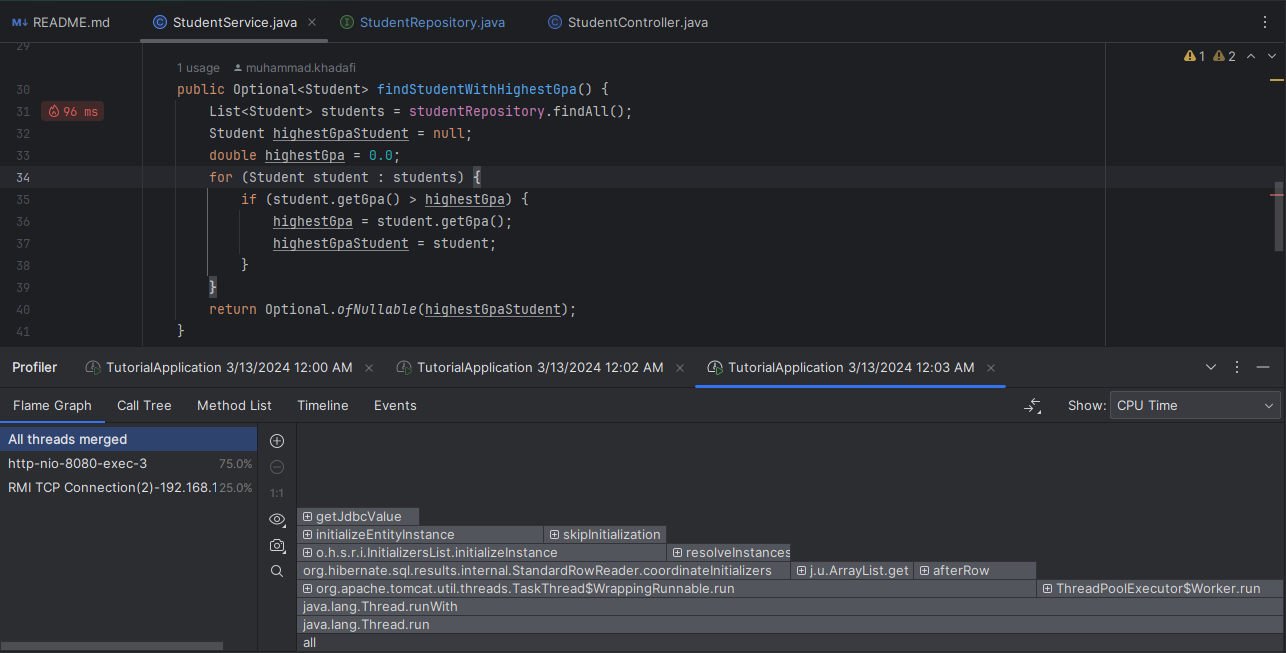 M↓ README.md StudentService.java × StudentRepository.java StudentController.java
29
1 usage muhammad.khadafi
1 2
30 public Optional<Student> findStudentWithHighestGpa() {
31 96 ms List<Student> students = studentRepository.findAll();
32 Student highestGpaStudent = null;
33 double highestGpa = 0.0;
34 for (Student student : students) {
35 if (student.getGpa() > highestGpa) {
36 highestGpa = student.getGpa();
37 highestGpaStudent = student;
38 }
39 }
40 return Optional.ofNullable(highestGpaStudent);
41 }
Profiler TutorialApplication 3/13/2024 12:00 AM × TutorialApplication 3/13/2024 12:02 AM × TutorialApplication 3/13/2024 12:03 AM ×
Flame Graph Call Tree Method List Timeline Events Show: CPU Time
All threads merged
http-nio-8080-exec-3 75.0%
RMI TCP Connection(2)-192.168.1 25.0%
1:1
getJdbcValue
initializeEntityInstance skipInitialization
o.h.s.r.i.InitializersList.initializeInstance resolveInstances
org.hibernate.sql.results.internal.StandardRowReader.coordinateInitializers j.u.ArrayList.get afterRow
org.apache.tomcat.util.threads.TaskThread$WrappingRunnable.run ThreadPoolExecutor$Worker.run
java.lang.Thread.runWith
java.lang.Thread.run
all